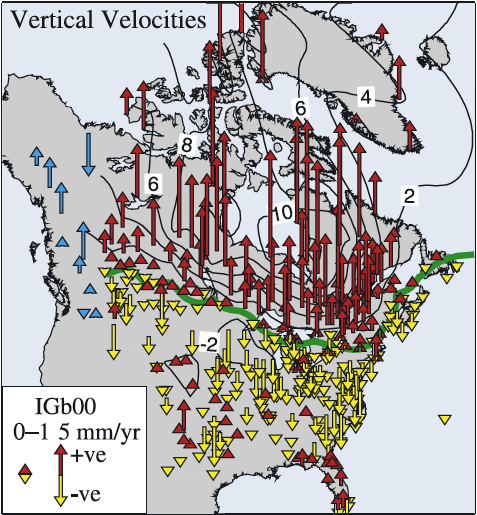 Vertical Velocities
6
4
8
6
2
10
-2
IGb00
0–1 5 mm/yr
+ve
-ve